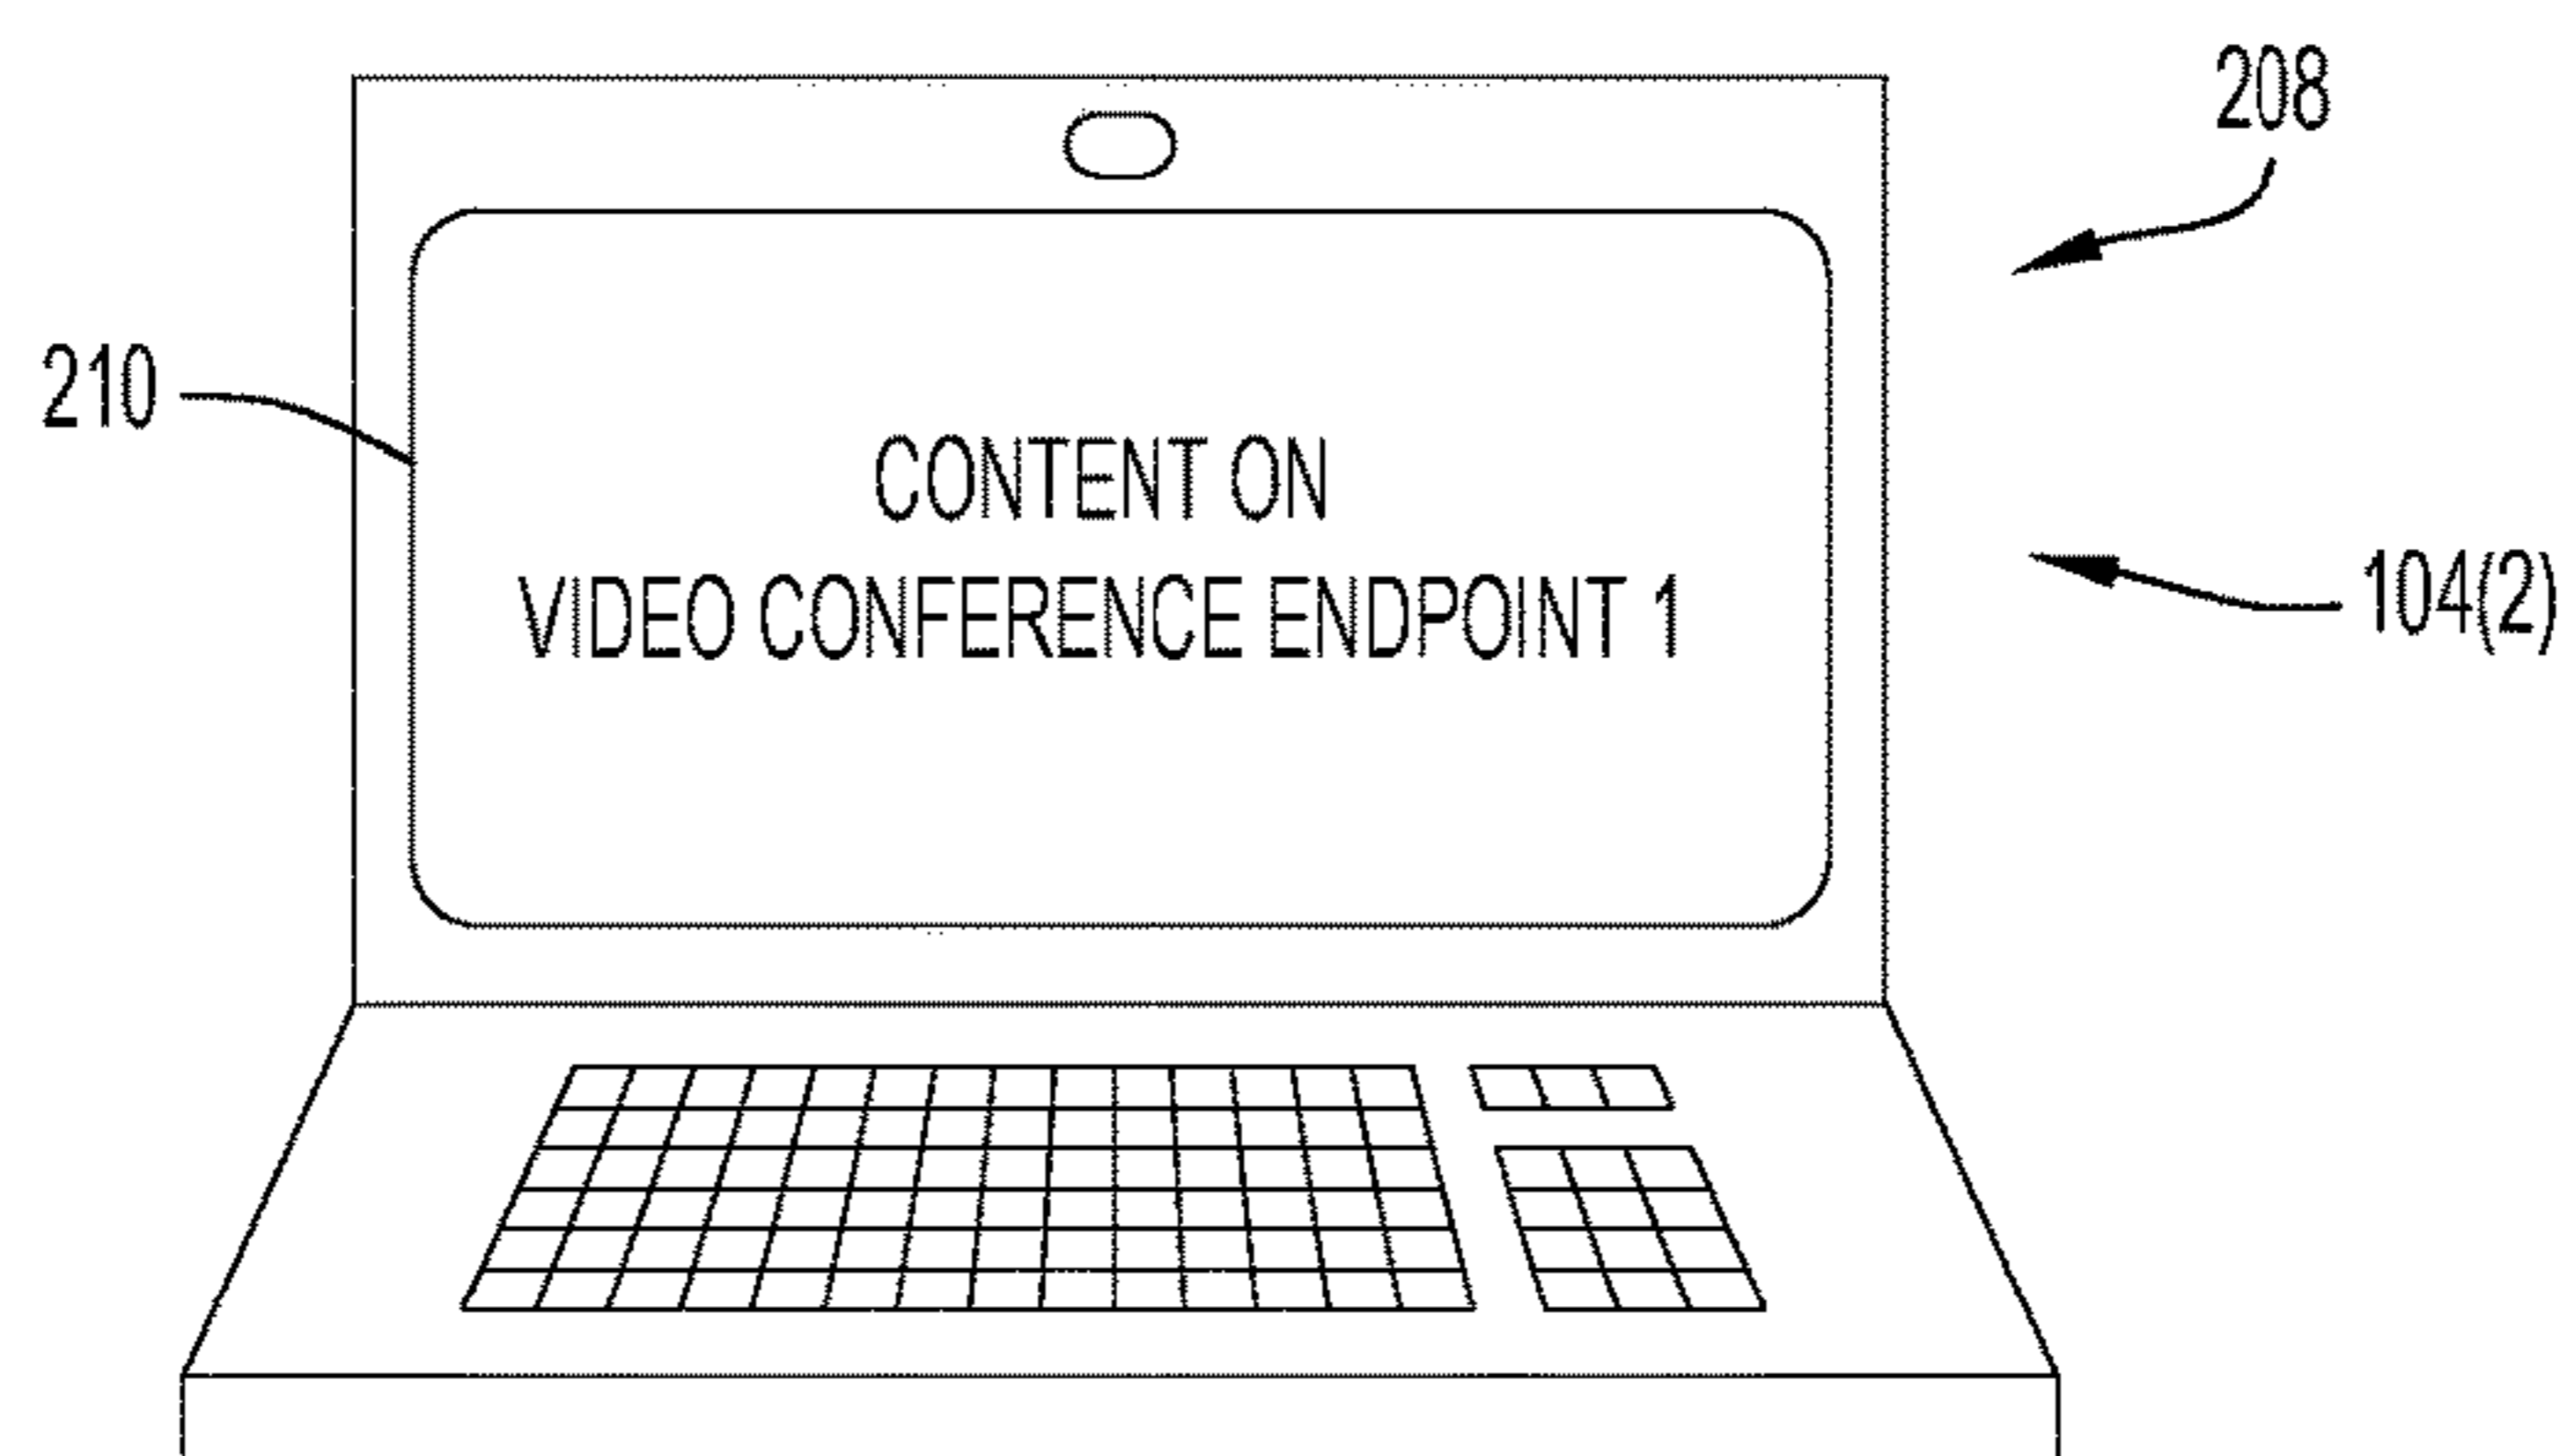 208
210
CONTENT ON
VIDEO CONFERENCE ENDPOINT 1
104(2)